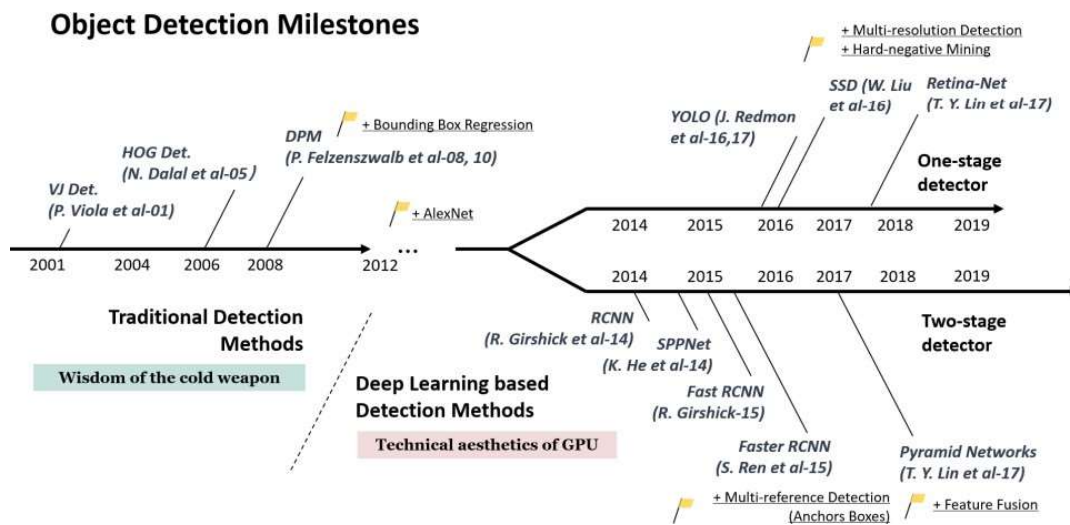 Object Detection Milestones
+ Multi-resolution Detection
+ Hard-negative Mining
SSD (W. Liu
et al-16)
Retina-Net
(T. Y. Lin et al-17)
YOLO (J. Redmon
et al-16,17)
+ Bounding Box Regression
DPM
(P. Felzenszwalb et al-08, 10)
HOG Det.
(N. Dalal et al-05)
VJ Det.
(P. Viola et al-01)
+ AlexNet
One-stage
detector
2014 2015 2016 2017 2018 2019
2001 2004 2006 2008 2012 ...
2014 2015 2016 2017 2018 2019
Traditional Detection
Methods
Wisdom of the cold weapon
Deep Learning based
Detection Methods
Technical aesthetics of GPU
RCNN
(R. Girshick et al-14)
SPPNet
(K. He et al-14)
Fast RCNN
(R. Girshick-15)
Faster RCNN
(S. Ren et al-15)
+ Multi-reference Detection
(Anchors Boxes)
Two-stage
detector
Pyramid Networks
(T. Y. Lin et al-17)
+ Feature Fusion